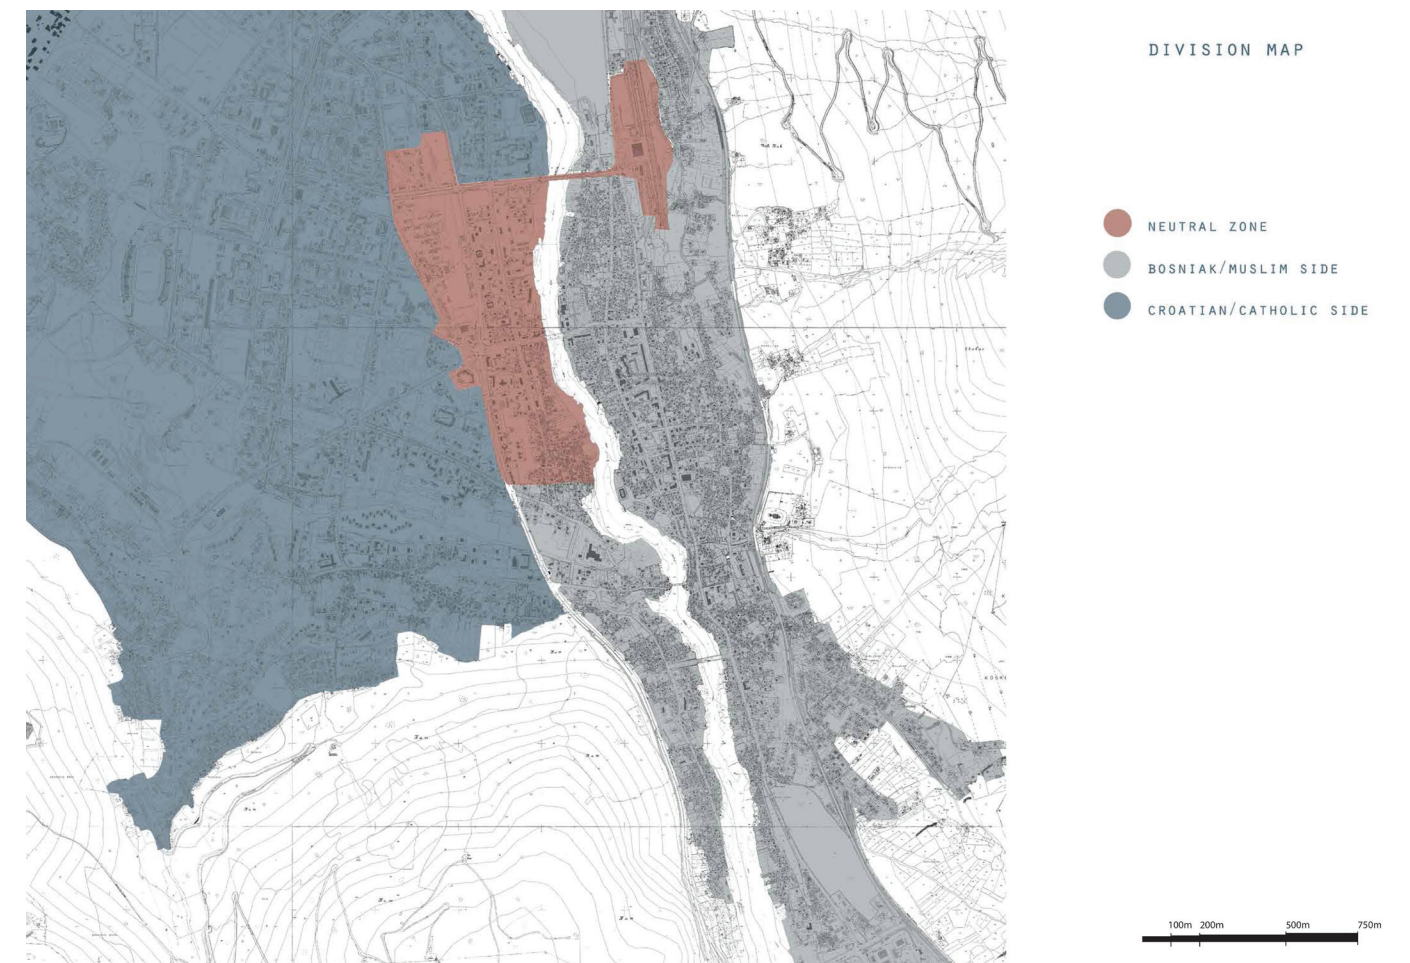 DIVISION MAP
NEUTRAL ZONE
BOSNIAK/MUSLIM SIDE
CROATIAN/CATHOLIC SIDE
100m 200m 500m 750m